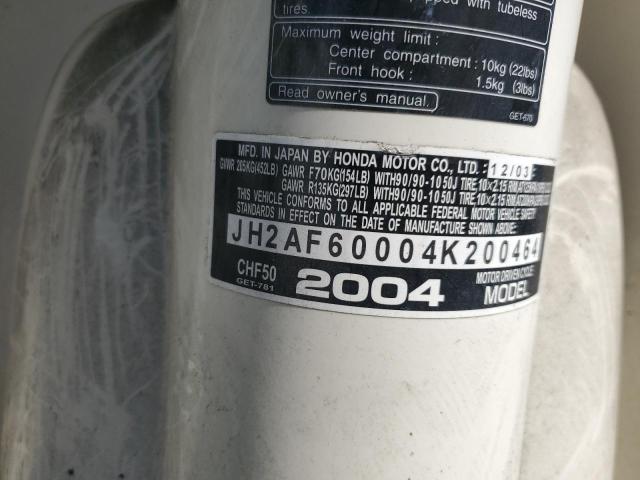 with tubeless
tires.
Maximum weight limit :
Center compartment : 10kg (22lbs)
Front hook : 1.5kg (3lbs)
Read owner's manual.
GET-670
MFD. IN JAPAN BY HONDA MOTOR CO., LTD. 12/03
GVWR 205KG(452LB) GAWR F70KG(154LB) WITH90/90-10 50J TIRE,10×2.15 RIM,
GAWR R135KG(297LB) WITH90/90-10 50J TIRE,10×2.15 RIM,
THIS VEHICLE CONFORMS TO ALL APPLICABLE FEDERAL MOTOR VEHICLE SAFETY
STANDARDS IN EFFECT ON THE DATE OF MANUFACTURE SHOWN ABOVE:
JH2AF60004K200464
CHF50 2004 MOTOR DRIVEN CYCLE
GET-781 MODEL